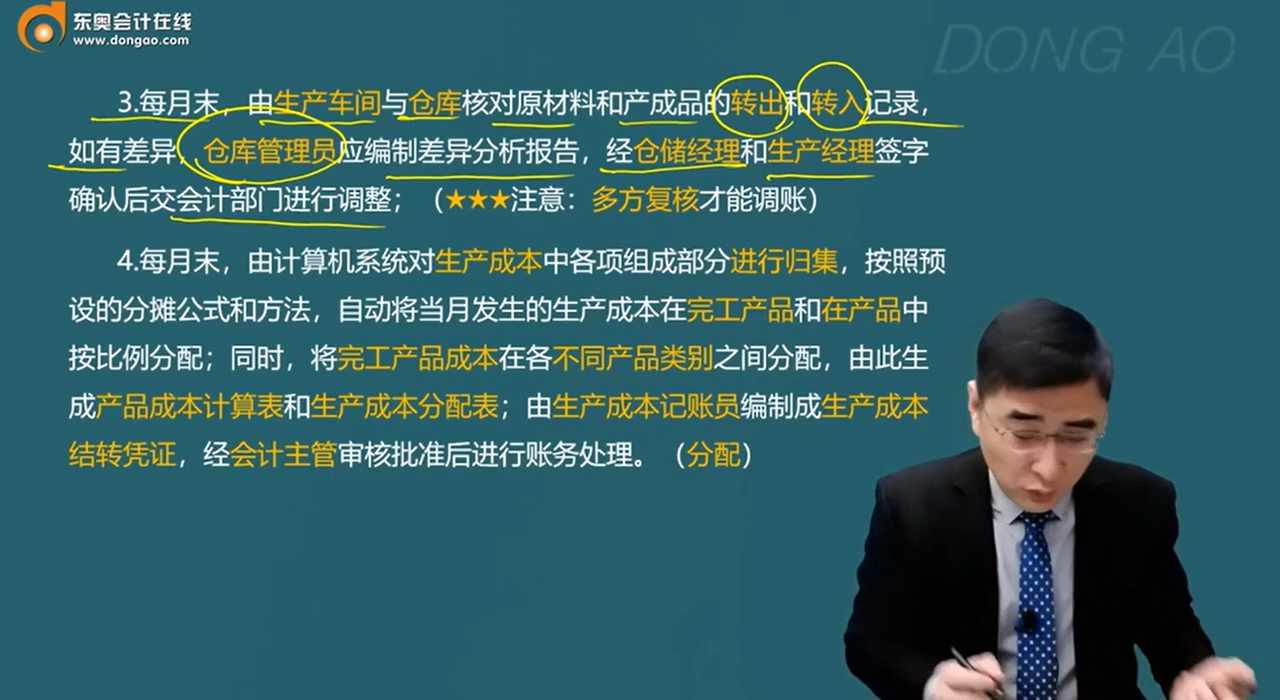 东奥会计在线
www.dongao.com
DONG AO
3.每月末，由生产车间与仓库核对原材料和产成品的转出和转入记录，
如有差异，仓库管理员应编制差异分析报告，经仓储经理和生产经理签字
确认后交会计部门进行调整；（★★★注意：多方复核才能调账）
4.每月末，由计算机系统对生产成本中各项组成部分进行归集，按照预
设的分摊公式和方法，自动将当月发生的生产成本在完工产品和在产品中
按比例分配；同时，将完工产品成本在各不同产品类别之间分配，由此生
成产品成本计算表和生产成本分配表；由生产成本记账员编制成生产成本
结转凭证，经会计主管审核批准后进行账务处理。（分配）